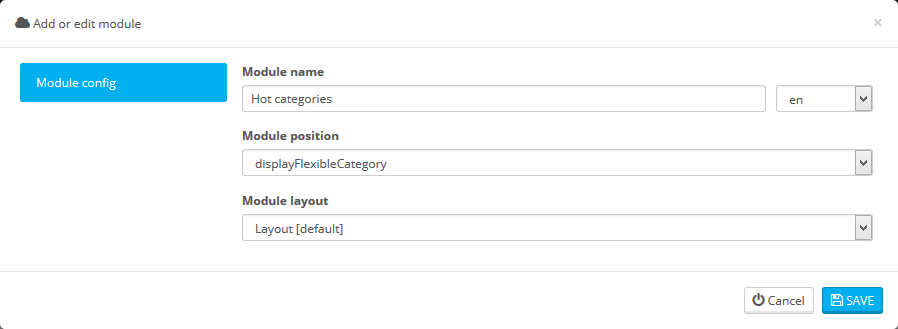 Add or edit module
×
Module config
Module name
Hot categories
en
Module position
displayFlexibleCategory
Module layout
Layout [default]
Cancel
SAVE